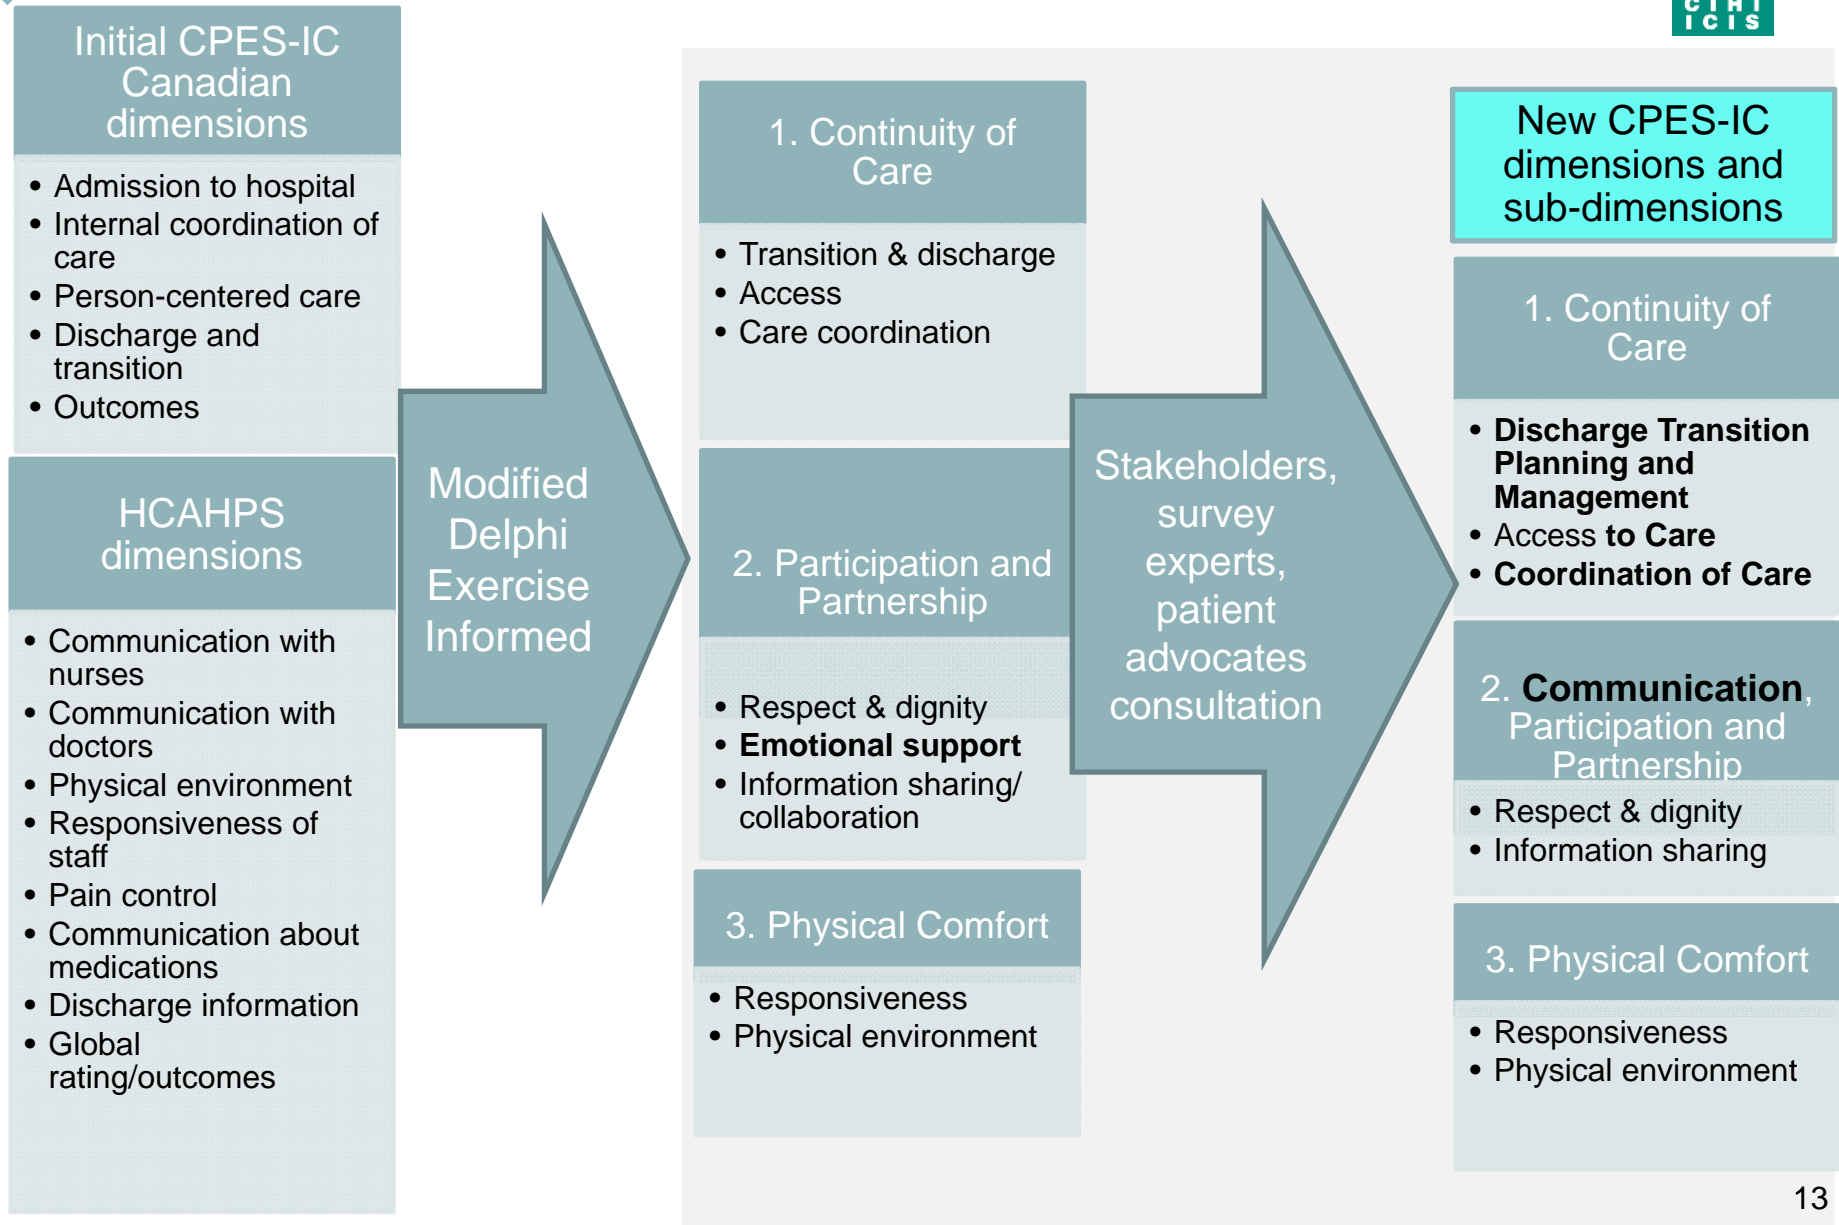 CIHI
ICIS
Initial CPES-IC
Canadian
dimensions
• Admission to hospital
• Internal coordination of
care
• Person-centered care
• Discharge and
transition
• Outcomes
HCAHPS
dimensions
• Communication with
nurses
• Communication with
doctors
• Physical environment
• Responsiveness of
staff
• Pain control
• Communication about
medications
• Discharge information
• Global
rating/outcomes
Modified
Delphi
Exercise
Informed
1. Continuity of
Care
• Transition & discharge
• Access
• Care coordination
2. Participation and
Partnership
• Respect & dignity
• Emotional support
• Information sharing/
collaboration
3. Physical Comfort
• Responsiveness
• Physical environment
Stakeholders,
survey
experts,
patient
advocates
consultation
New CPES-IC
dimensions and
sub-dimensions
1. Continuity of
Care
• Discharge Transition
Planning and
Management
• Access to Care
• Coordination of Care
2. Communication,
Participation and
Partnership
• Respect & dignity
• Information sharing
3. Physical Comfort
• Responsiveness
• Physical environment
13